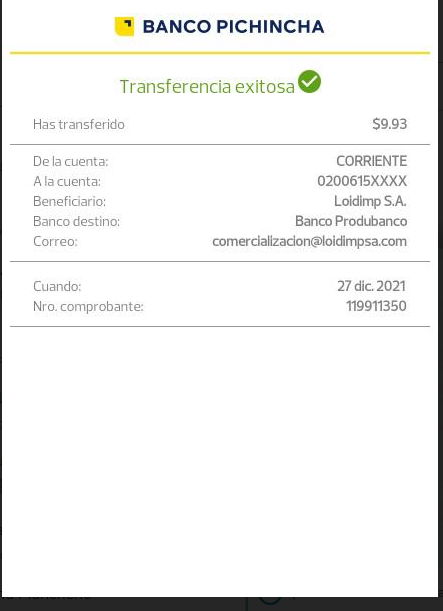 BANCO PICHINCHA
Transferencia exitosa
Has transferido $9.93
De la cuenta: CORRIENTE
A la cuenta: 0200615XXXX
Beneficiario: Loidimp S.A.
Banco destino: Banco Produbanco
Correo: comercializacion@loidimpsa.com
Cuando: 27 dic. 2021
Nro. comprobante: 119911350